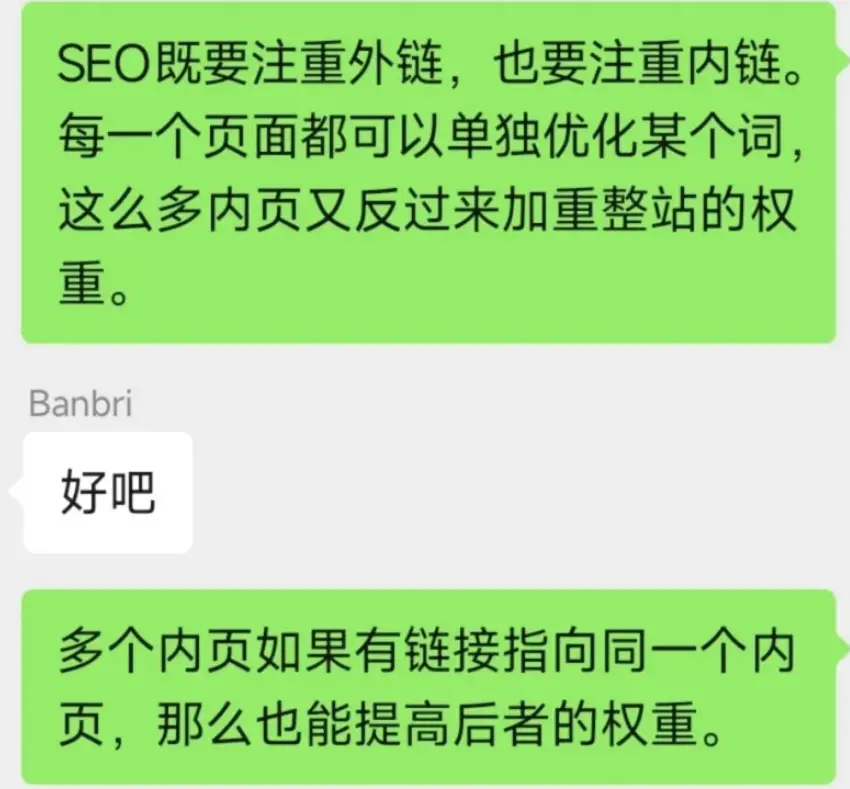 SEO既要注重外链，也要注重内链。
每一个页面都可以单独优化某个词，
这么多内页又反过来加重整站的权
重。
Banbri
好吧
多个内页如果有链接指向同一个内
页，那么也能提高后者的权重。